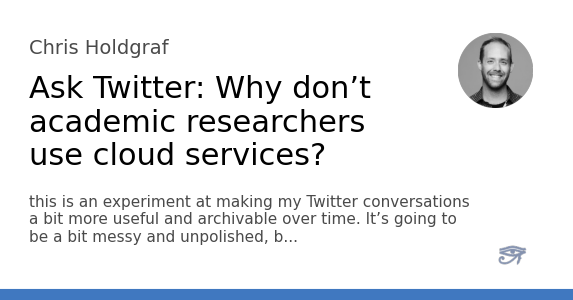 Chris Holdgraf
Ask Twitter: Why don’t
academic researchers
use cloud services?
this is an experiment at making my Twitter conversations
a bit more useful and archivable over time. It’s going to
be a bit messy and unpolished, b...